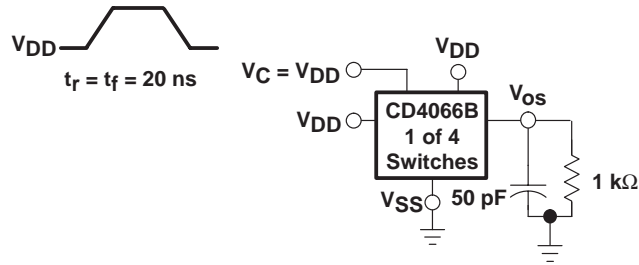 VDD
tr = tf = 20 ns
VC = VDD
VDD
VDD
CD4066B
1 of 4
Switches
Vos
VSS
50 pF
1 kΩ